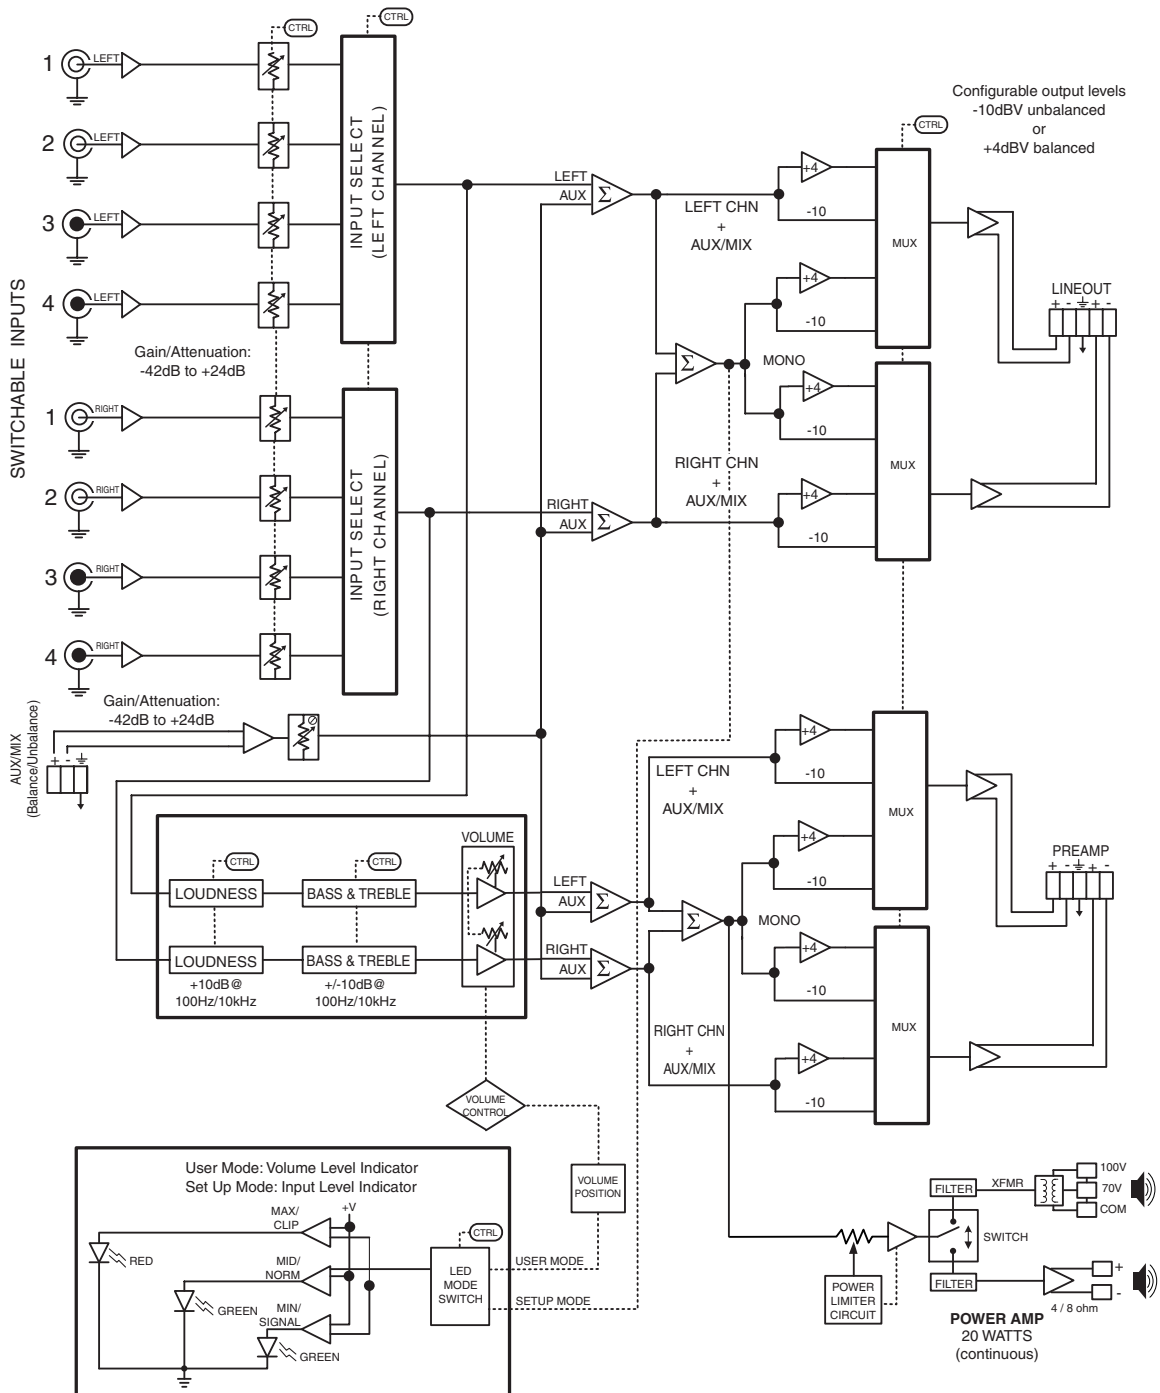 CTRL
CTRL
1
LEFT
2
LEFT
3
LEFT
4
LEFT
SWITCHABLE INPUTS
Gain/Attenuation:
-42dB to +24dB
INPUT SELECT
(LEFT CHANNEL)
1
RIGHT
2
RIGHT
3
RIGHT
4
RIGHT
INPUT SELECT
(RIGHT CHANNEL)
Gain/Attenuation:
-42dB to +24dB
AUX/MIX
(Balance/Unbalance)
+ -
Configurable output levels
-10dBV unbalanced
or
+4dBV balanced
CTRL
LEFT
AUX
Σ
LEFT CHN
+
AUX/MIX
+4
-10
MUX
+4
-10
Σ
MONO
+4
-10
MUX
RIGHT CHN
+
AUX/MIX
RIGHT
AUX
Σ
+4
-10
LINEOUT
+ - + -
VOLUME
CTRL
CTRL
LOUDNESS
BASS & TREBLE
LOUDNESS
BASS & TREBLE
+10dB@
100Hz/10kHz
+/-10dB@
100Hz/10kHz
LEFT
AUX
Σ
RIGHT
AUX
Σ
LEFT CHN
+
AUX/MIX
+4
-10
MUX
+4
-10
Σ
MONO
+4
-10
MUX
RIGHT CHN
+
AUX/MIX
+4
-10
PREAMP
+ - + -
VOLUME
CONTROL
VOLUME
POSITION
User Mode: Volume Level Indicator
Set Up Mode: Input Level Indicator
+V
MAX/
CLIP
RED
MID/
NORM
GREEN
MIN/
SIGNAL
GREEN
CTRL
LED
MODE
SWITCH
USER MODE
SETUP MODE
POWER
LIMITER
CIRCUIT
FILTER
XFMR
100V
70V
COM
SWITCH
FILTER
+
-
4 / 8 ohm
POWER AMP
20 WATTS
(continuous)